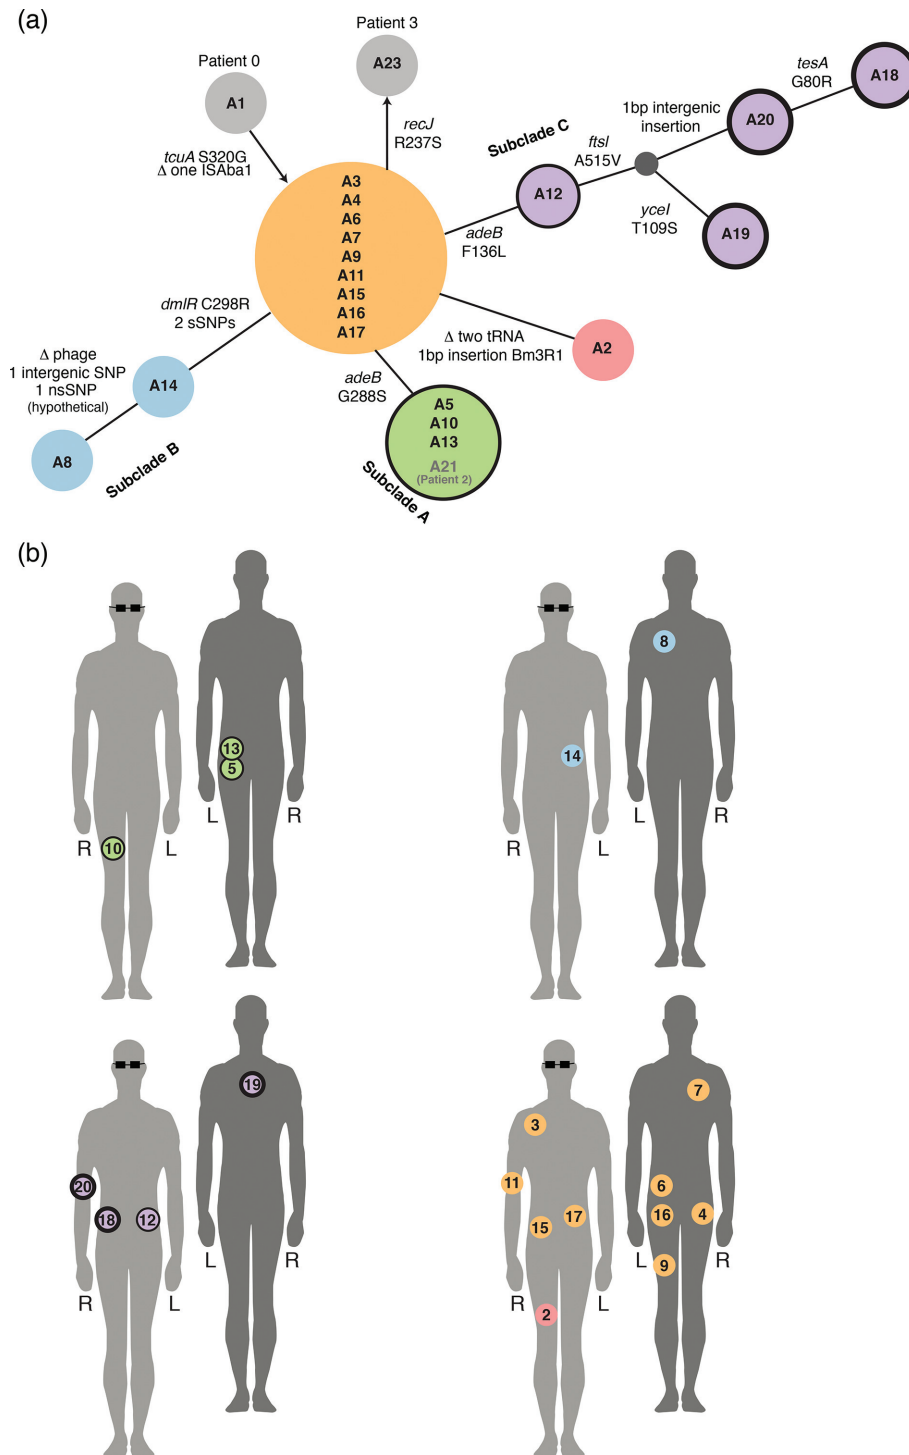 (a)
Patient 0
A1
Patient 3
A23
tcuA S320G
Δ one ISAba1
recJ
R237S
A3
A4
A6
A7
A9
A11
A15
A16
A17
Subclade C
A12
adeB
F136L
ftsI
A515V
1bp intergenic
insertion
A20
tesA
G80R
A18
yceI
T109S
A19
dmlR C298R
2 sSNPs
Δ phage
1 intergenic SNP
1 nsSNP
(hypothetical)
A14
A8
Subclade B
adeB
G288S
Δ two tRNA
1bp insertion Bm3R1
A2
A5
A10
A13
A21
(Patient 2)
Subclade A
(b)
13
5
L
R
R
10
L
8
14
L
R
R
L
19
20
18
12
L
R
R
L
7
3
11
6
16
4
15
17
L
9
R
R
2
L